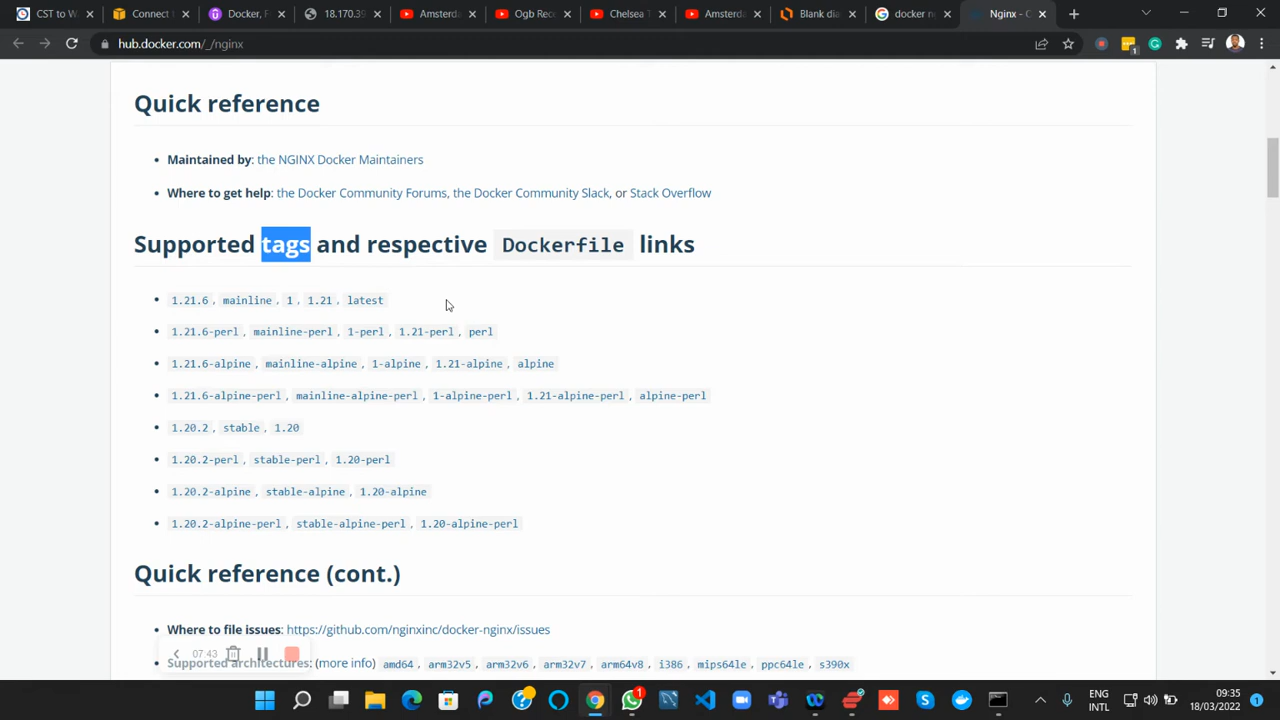 CST to W
Connect t
Docker, F
18.170.39
Amsterda
Ogb Rece
Chelsea T
Amsterda
Blank dia
docker ng
Nginx - O
hub.docker.com/_/nginx
1
Quick reference
• Maintained by: the NGINX Docker Maintainers
• Where to get help: the Docker Community Forums, the Docker Community Slack, or Stack Overflow
Supported tags and respective Dockerfile links
• 1.21.6, mainline, 1, 1.21, latest
• 1.21.6-perl, mainline-perl, 1-perl, 1.21-perl, perl
• 1.21.6-alpine, mainline-alpine, 1-alpine, 1.21-alpine, alpine
• 1.21.6-alpine-perl, mainline-alpine-perl, 1-alpine-perl, 1.21-alpine-perl, alpine-perl
• 1.20.2, stable, 1.20
• 1.20.2-perl, stable-perl, 1.20-perl
• 1.20.2-alpine, stable-alpine, 1.20-alpine
• 1.20.2-alpine-perl, stable-alpine-perl, 1.20-alpine-perl
Quick reference (cont.)
• Where to file issues: https://github.com/nginxinc/docker-nginx/issues
07:43
• Supported architectures: (more info) amd64, arm32v5, arm32v6, arm32v7, arm64v8, i386, mips64le, ppc64le, s390x
1
ENG
INTL
09:35
18/03/2022
1